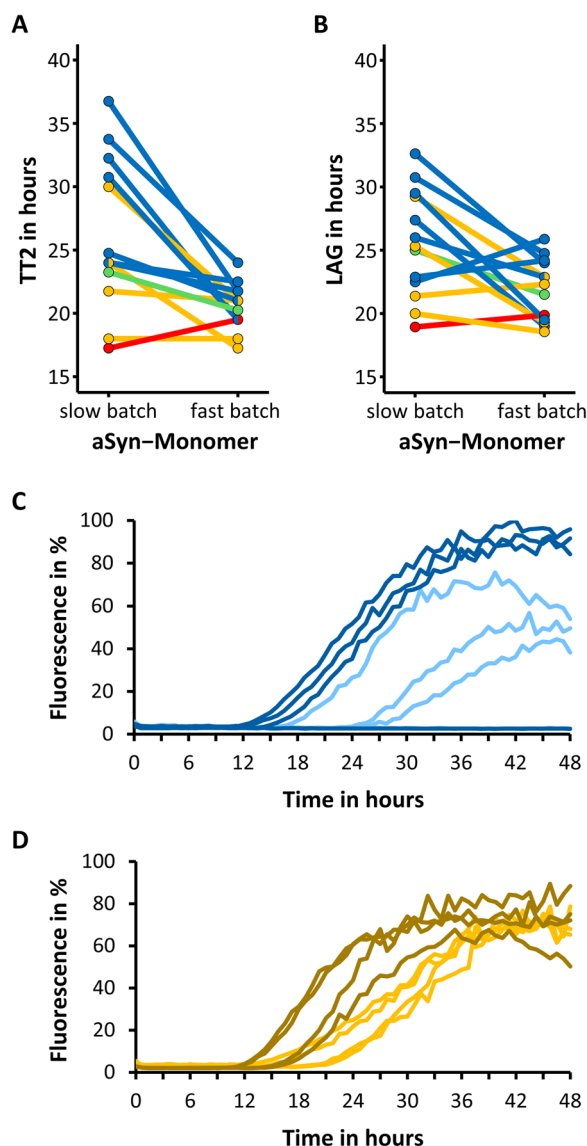 A
B
40
35
30
25
20
15
TT2 in hours
slow batch
fast batch
aSyn–Monomer
40
35
30
25
20
15
LAG in hours
slow batch
fast batch
aSyn–Monomer
C
100
80
60
40
20
0
Fluorescence in %
0 6 12 18 24 30 36 42 48
Time in hours
D
100
80
60
40
20
0
Fluorescence in %
0 6 12 18 24 30 36 42 48
Time in hours